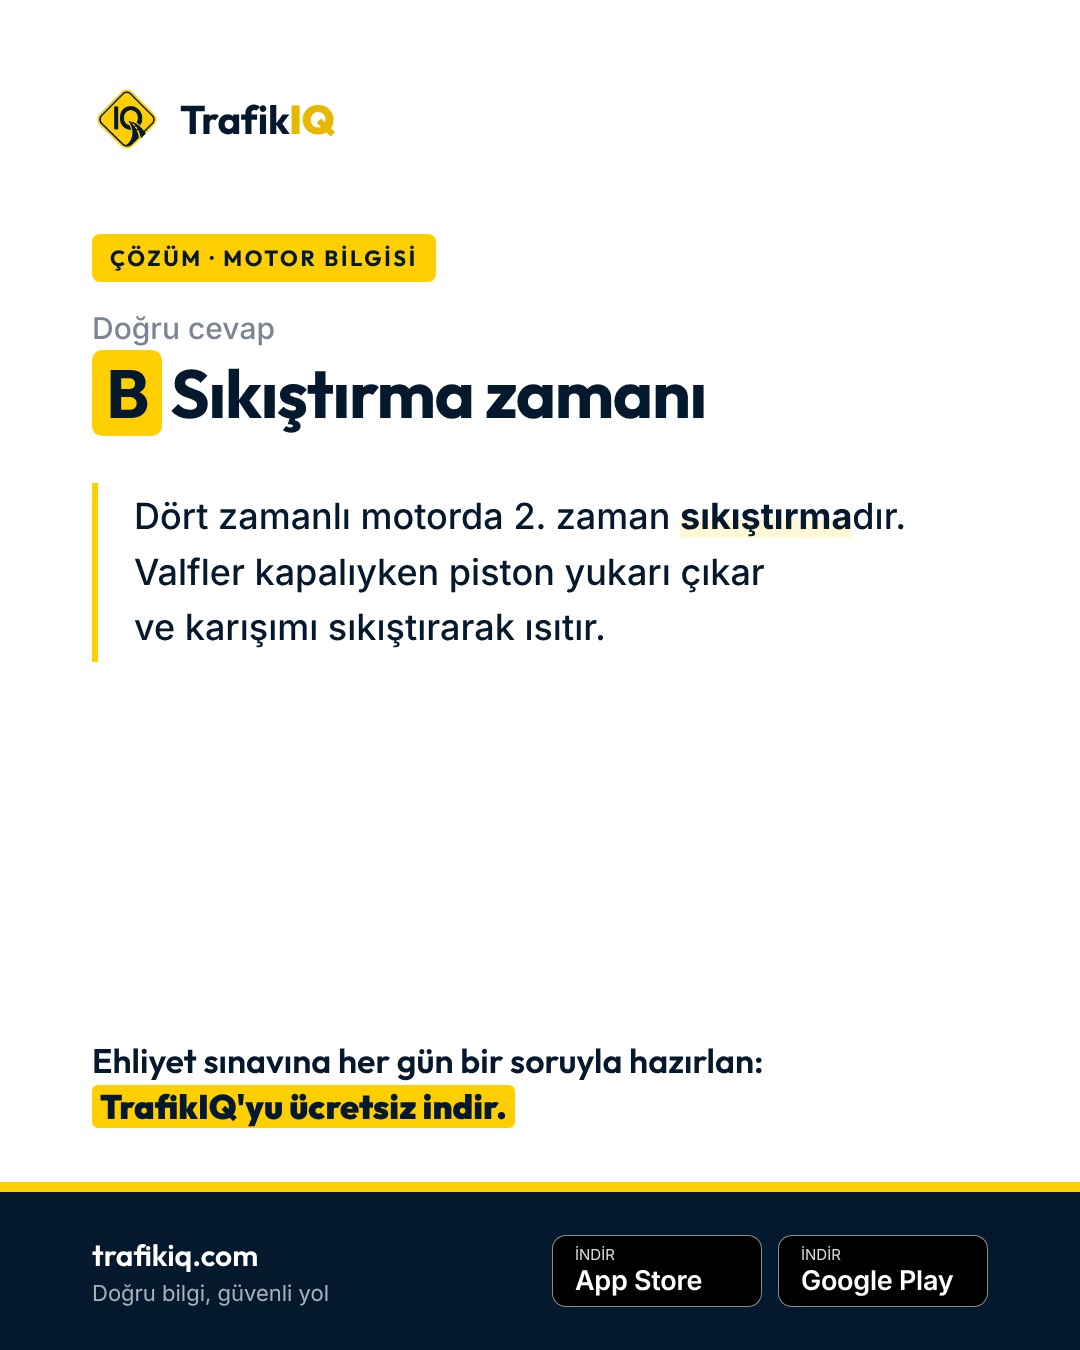 IQ
TrafikIQ
ÇÖZÜM · MOTOR BİLGİSİ
Doğru cevap
B Sıkıştırma zamanı
Dört zamanlı motorda 2. zaman sıkıştırmadır.
Valfler kapalıyken piston yukarı çıkar
ve karışımı sıkıştırarak ısıtır.
Ehliyet sınavına her gün bir soruyla hazırlan:
TrafikIQ'yu ücretsiz indir.
trafikiq.com
Doğru bilgi, güvenli yol
İNDİR
App Store
İNDİR
Google Play